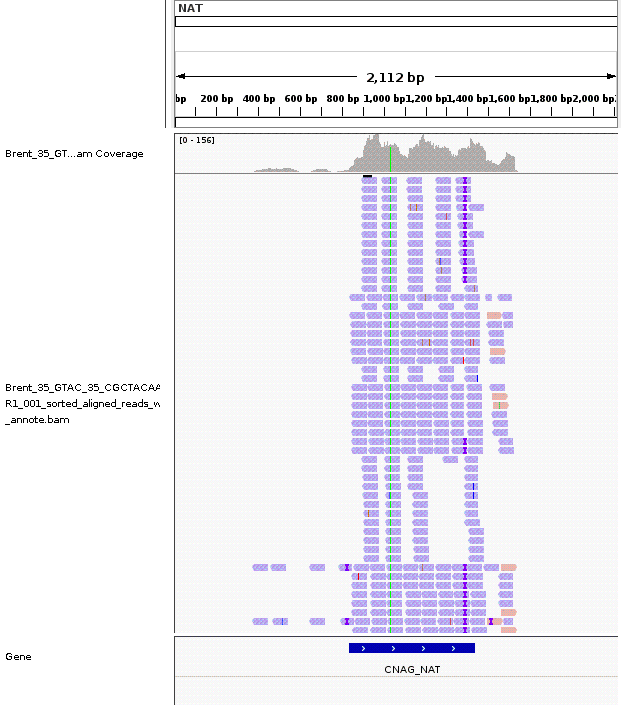 NAT
2,112 bp
bp 200 bp 400 bp 600 bp 800 bp 1,000 bp 1,200 bp 1,400 bp 1,600 bp 1,800 bp 2,000 bp
[0 - 156]
Brent_35_GT...am Coverage
Brent_35_GTAC_35_CGCTACAA
R1_001_sorted_aligned_reads_w
_annote.bam
Gene
CNAG_NAT